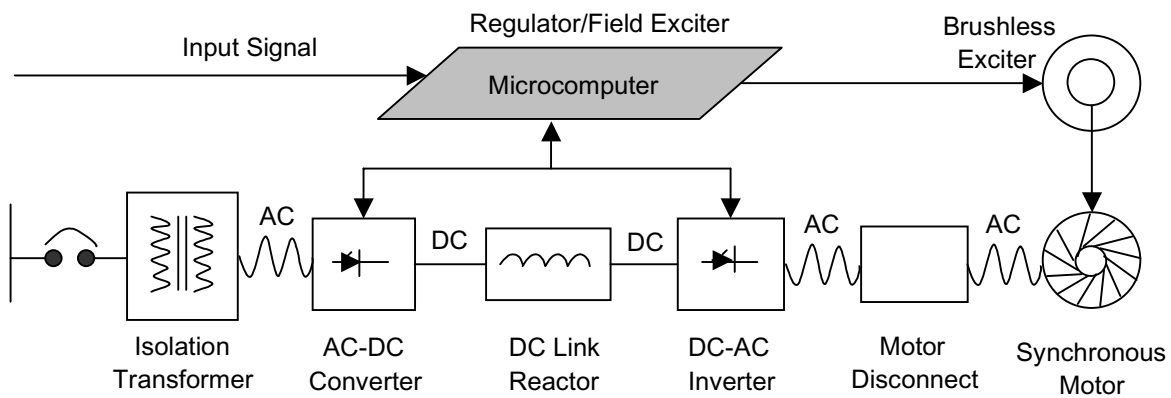 Regulator/Field Exciter
Input Signal
Brushless
Exciter
Microcomputer
AC
DC
DC
AC
AC
Isolation
Transformer
AC-DC
Converter
DC Link
Reactor
DC-AC
Inverter
Motor
Disconnect
Synchronous
Motor